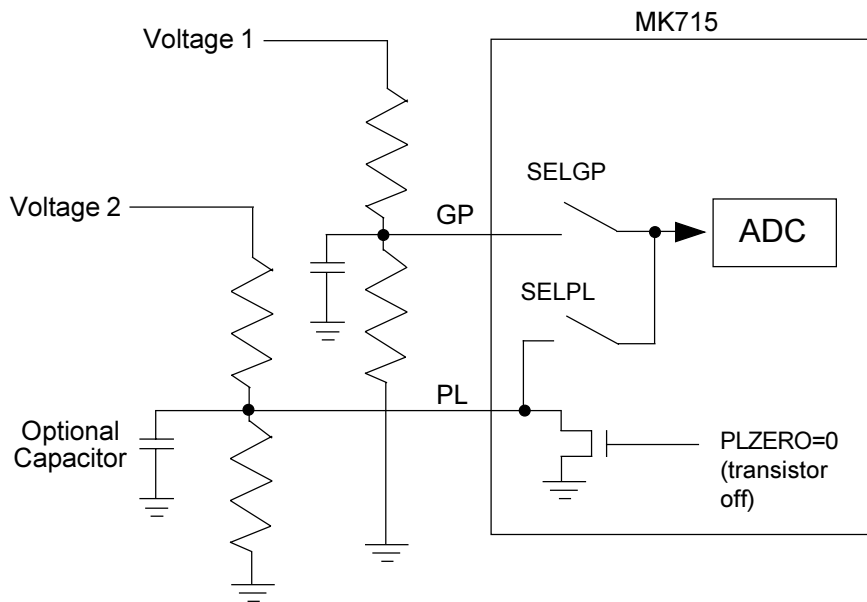 MK715
Voltage 1
SELGP
Voltage 2
GP
ADC
SELPL
PL
Optional
Capacitor
PLZERO=0
(transistor
off)